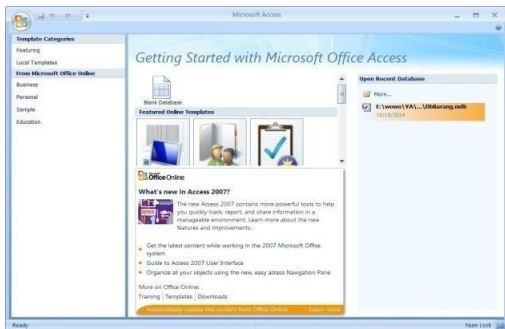 Microsoft Access
Template Categories
Featuring
Local Templates
From Microsoft Office Online
Business
Personal
Sample
Education
Getting Started with Microsoft Office Access
Blank Database
Featured Online Templates
Office Online
What's new in Access 2007?
The new Access 2007 contains more powerful tools to help
you quickly track, report, and share information in a
manageable environment. Learn more about the new
features and improvements.
Get the latest content while working in the 2007 Microsoft Office
system
Guide to Access 2007 User Interface
Organize all your objects using the new, easy access Navigation Pane
More on Office Online:
Training | Templates | Downloads
Automatically update this content from Office Online
Learn more
Open Recent Database
More...
E:\wowo\YA\...\DbBarang.mdb
10/19/2014
Ready
Num Lock